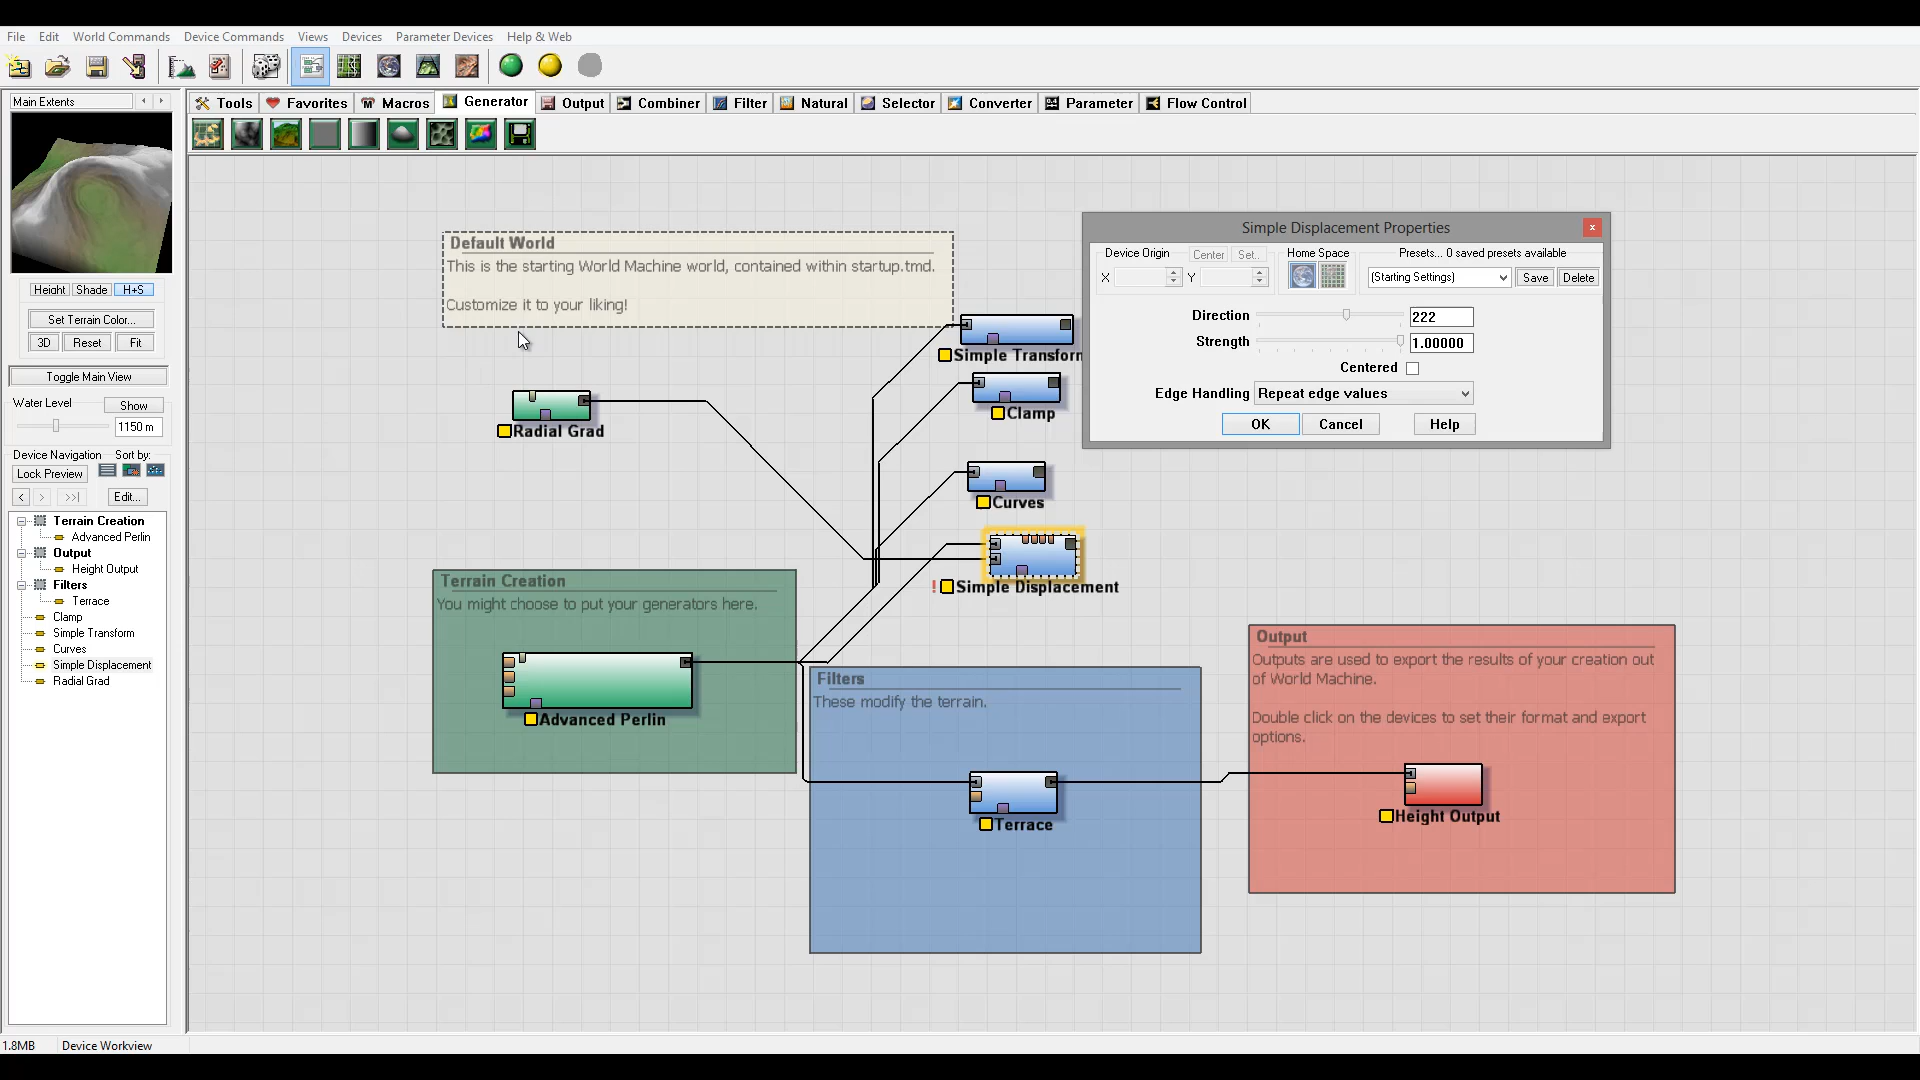 File Edit World Commands Device Commands Views Devices Parameter Devices Help & Web
Main Extents
Tools Favorites Macros Generator Output Combiner Filter Natural Selector Converter Parameter Flow Control
Height Shade H+S
Set Terrain Color...
3D Reset Fit
Toggle Main View
Water Level Show
1150 m
Device Navigation Sort by:
Lock Preview
< > >>| Edit...
Terrain Creation
Advanced Perlin
Output
Height Output
Filters
Terrace
Clamp
Simple Transform
Curves
Simple Displacement
Radial Grad
Default World
This is the starting World Machine world, contained within startup.tmd.
Customize it to your liking!
Simple Transform
Clamp
Radial Grad
Curves
! Simple Displacement
Simple Displacement Properties
x
Device Origin Center Set.. Home Space Presets... 0 saved presets available
X Y (Starting Settings) Save Delete
Direction 222
Strength 1.00000
Centered
Edge Handling Repeat edge values
OK Cancel Help
Terrain Creation
You might choose to put your generators here.
Advanced Perlin
Filters
These modify the terrain.
Terrace
Output
Outputs are used to export the results of your creation out
of World Machine.
Double click on the devices to set their format and export
options.
Height Output
1.8MB Device Workview